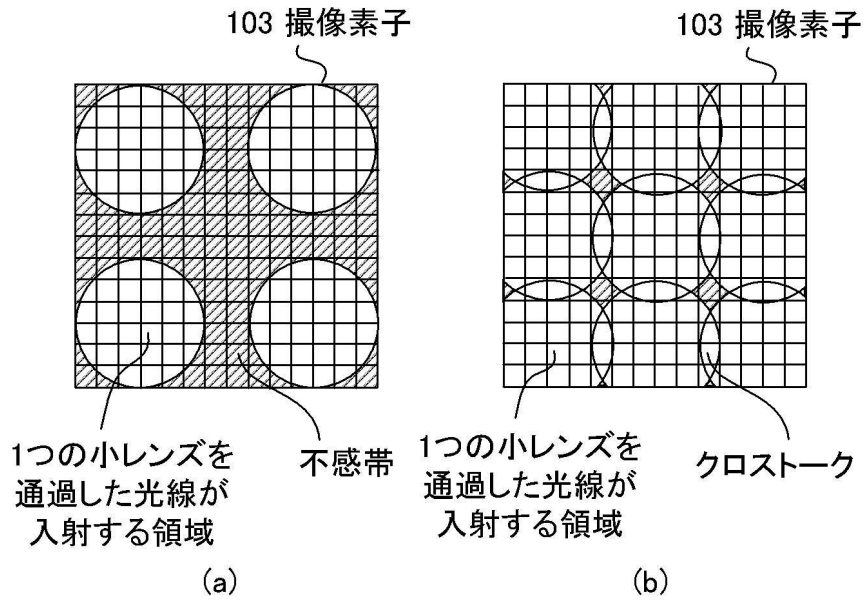 103 撮像素子
1つの小レンズを
通過した光線が
入射する領域
不感帯
(a)
103 撮像素子
1つの小レンズを
通過した光線が
入射する領域
クロストーク
(b)